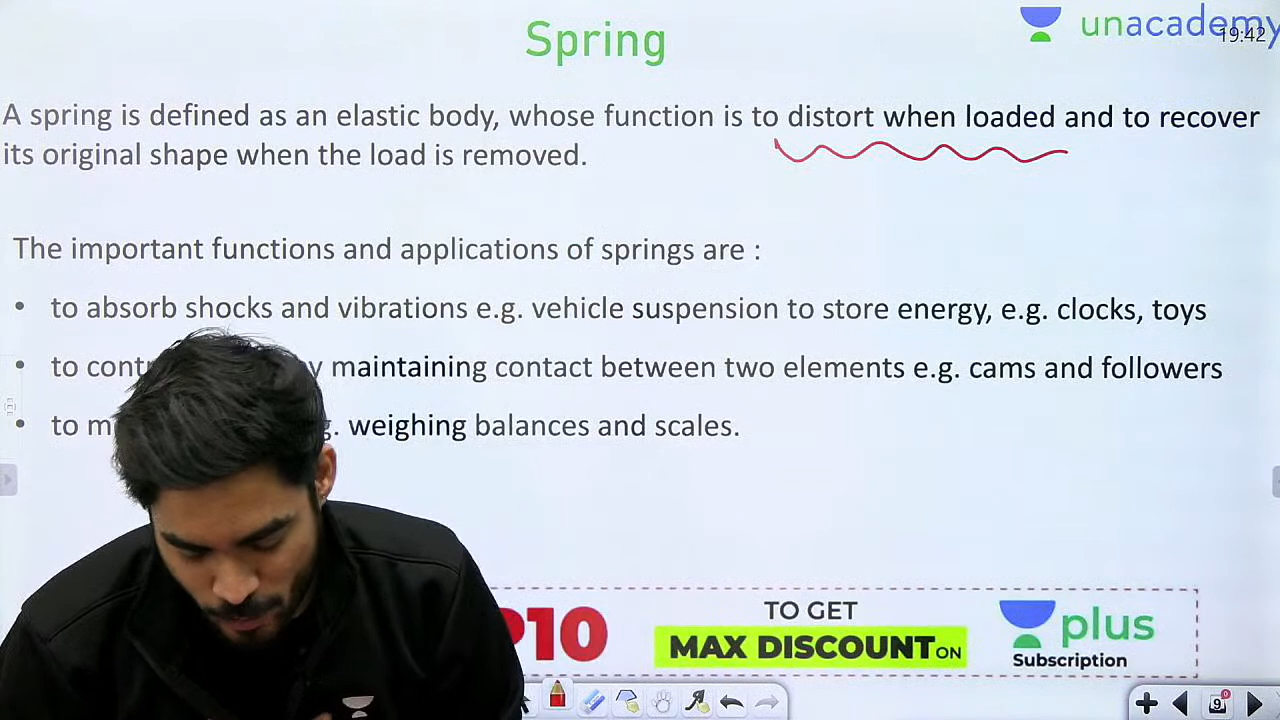 Spring
unacademy
19:42
A spring is defined as an elastic body, whose function is to distort when loaded and to recover
its original shape when the load is removed.
The important functions and applications of springs are :
• to absorb shocks and vibrations e.g. vehicle suspension to store energy, e.g. clocks, toys
• to maintaining contact between two elements e.g. cams and followers
• to weighing balances and scales.
10
TO GET
MAX DISCOUNT ON
plus
Subscription
9
0